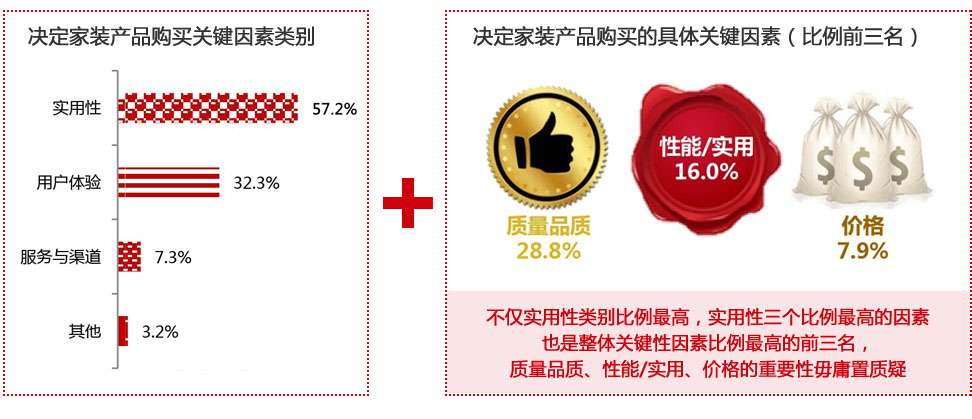 决定家装产品购买关键因素类别
实用性
57.2%
用户体验
32.3%
服务与渠道
7.3%
其他
3.2%
决定家装产品购买的具体关键因素（比例前三名）
质量品质
28.8%
性能/实用
16.0%
$ $ $
价格
7.9%
不仅实用性类别比例最高，实用性三个比例最高的因素
也是整体关键性因素比例最高的前三名，
质量品质、性能/实用、价格的重要性毋庸置质疑